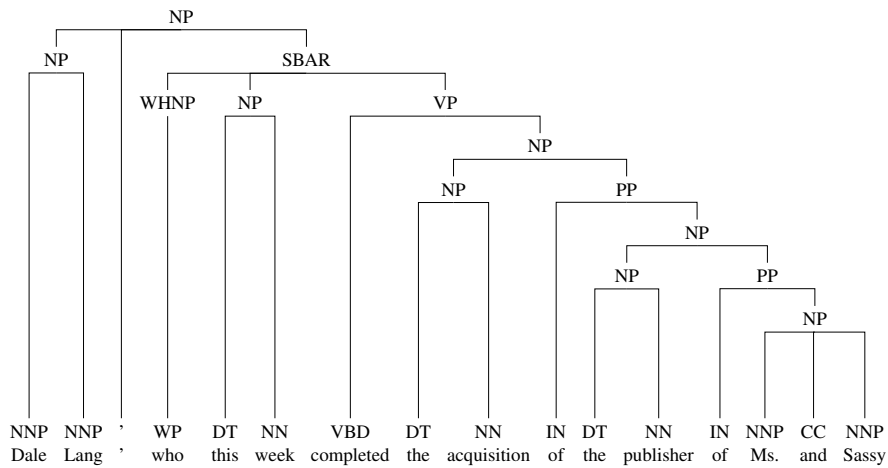 NP
NP SBAR
WHNP NP VP
NP
NP PP
NP
NP PP
NP
NNP NNP , WP DT NN VBD DT NN IN DT NN IN NNP CC NNP
Dale Lang , who this week completed the acquisition of the publisher of Ms. and Sassy